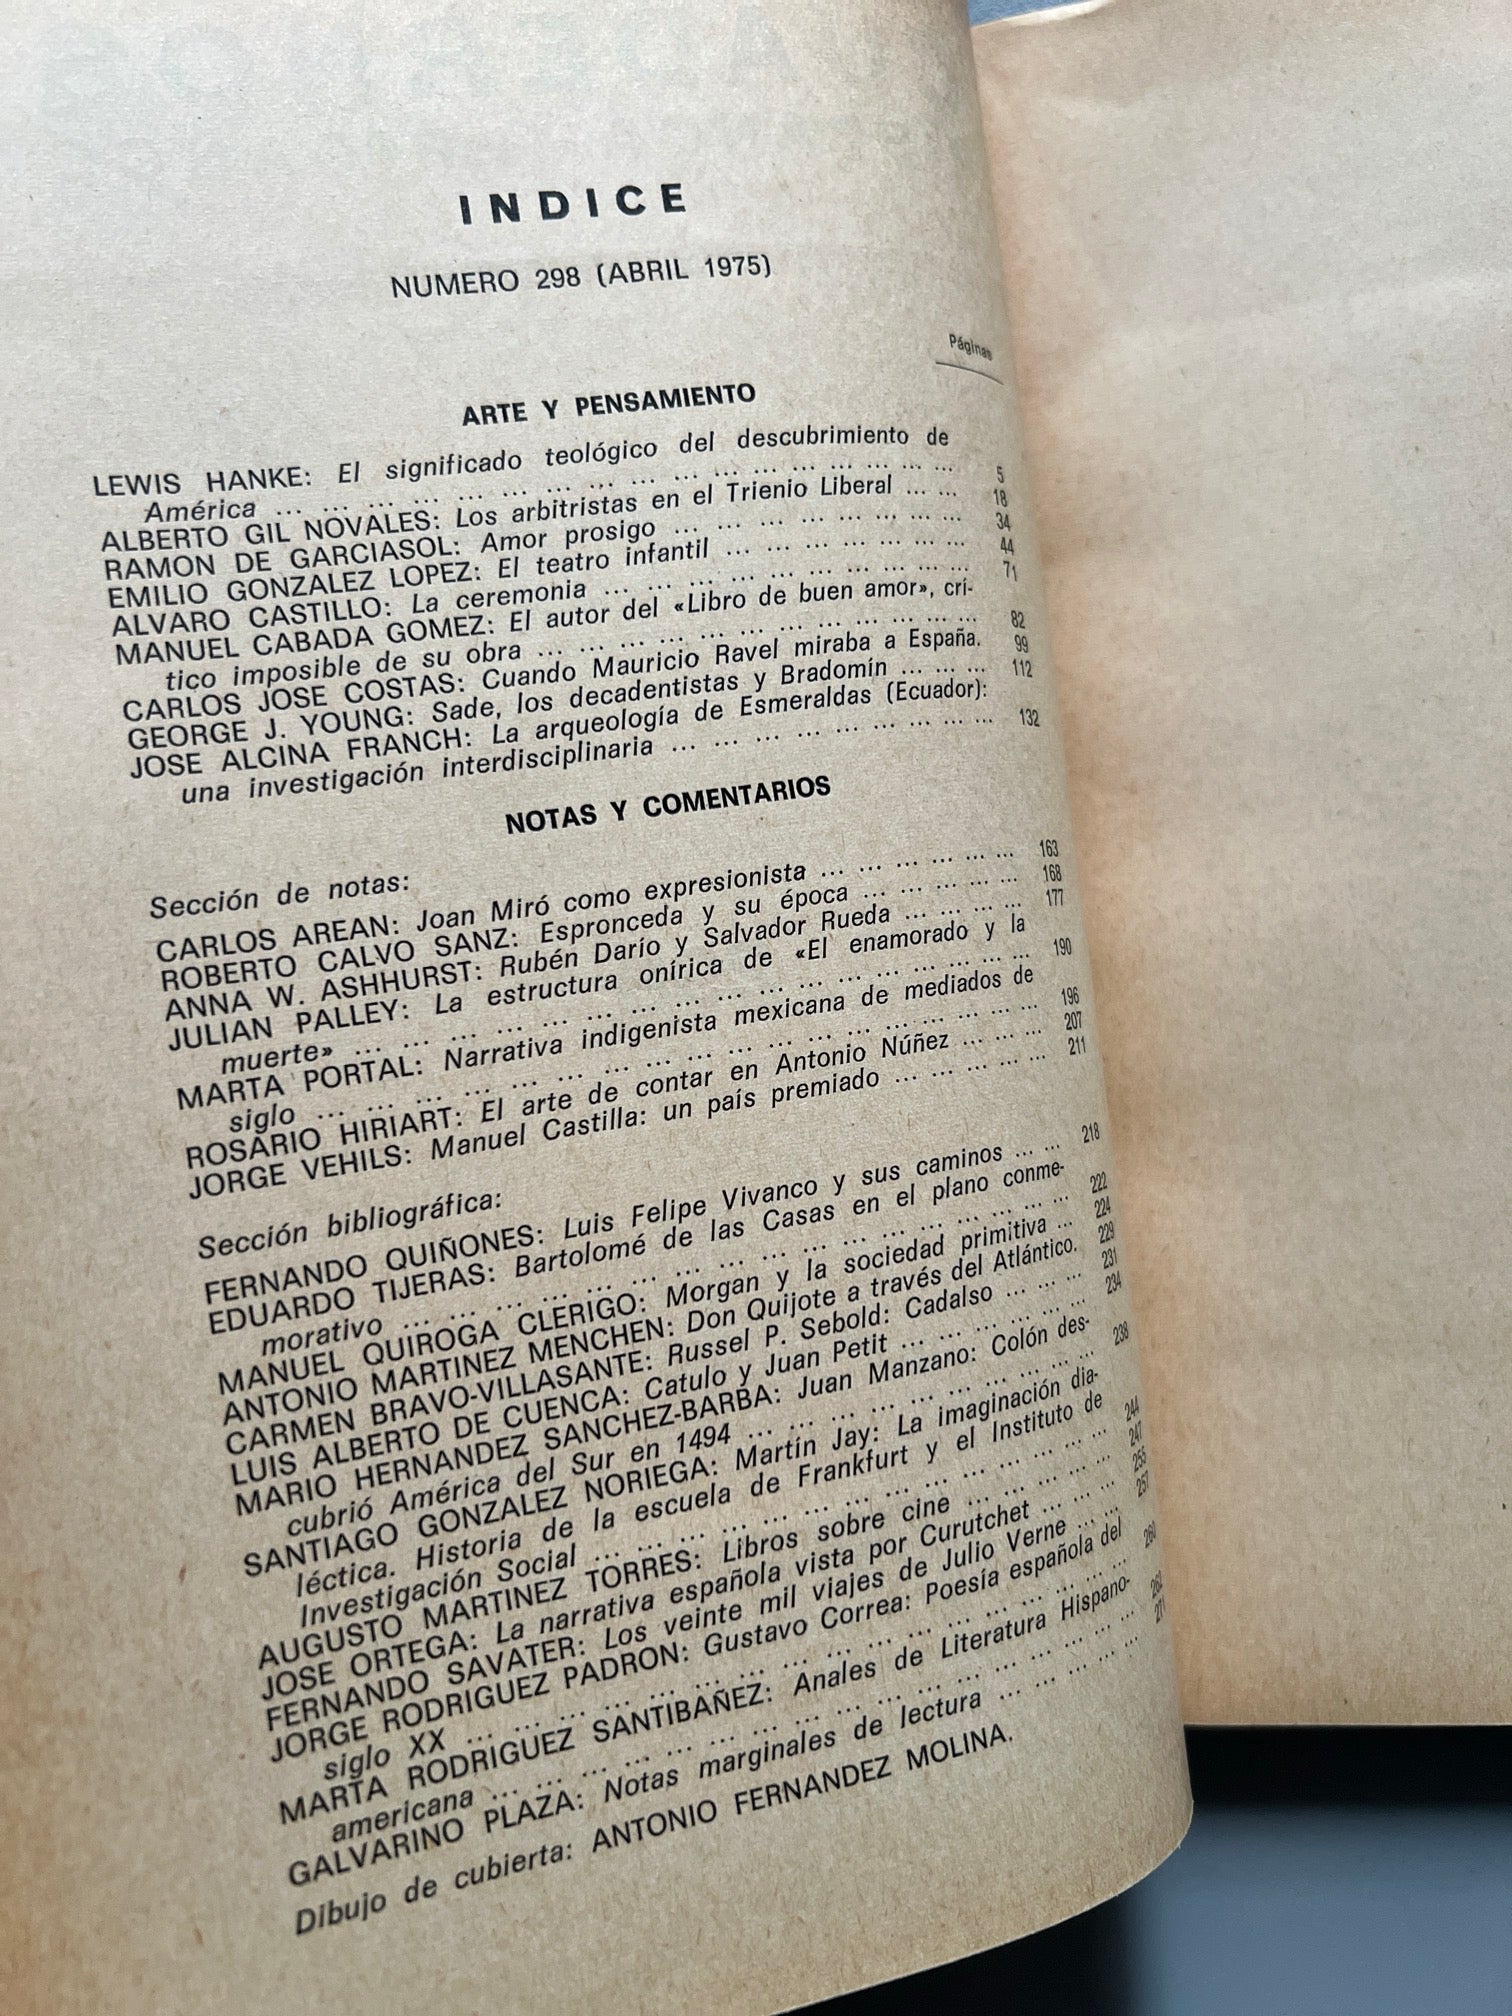 INDICE
NUMERO 298 (ABRIL 1975)
Páginas
ARTE Y PENSAMIENTO
LEWIS HANKE: El significado teológico del descubrimiento de
América ... ... ... ... ... ... ... ... ... ... ... ... ... ... ... ... 5
ALBERTO GIL NOVALES: Los arbitristas en el Trienio Liberal ... ... 18
RAMON DE GARCIASOL: Amor prosigo ... ... ... ... ... ... ... 34
EMILIO GONZALEZ LOPEZ: El teatro infantil ... ... ... ... ... ... 44
ALVARO CASTILLO: La ceremonia ... ... ... ... ... ... ... ... ... 71
MANUEL CABADA GOMEZ: El autor del «Libro de buen amor», crí-
tico imposible de su obra ... ... ... ... ... ... ... ... ... ... ... 82
CARLOS JOSE COSTAS: Cuando Mauricio Ravel miraba a España. 99
GEORGE J. YOUNG: Sade, los decadentistas y Bradomín ... ... ... 112
JOSE ALCINA FRANCH: La arqueología de Esmeraldas (Ecuador):
una investigación interdisciplinaria ... ... ... ... ... ... ... ... 132
NOTAS Y COMENTARIOS
Sección de notas:
CARLOS AREAN: Joan Miró como expresionista ... ... ... ... ... ... 163
ROBERTO CALVO SANZ: Espronceda y su época ... ... ... ... ... 168
ANNA W. ASHHURST: Rubén Darío y Salvador Rueda ... ... ... ... 177
JULIAN PALLEY: La estructura onírica de «El enamorado y la
muerte» ... ... ... ... ... ... ... ... ... ... ... ... ... ... ... ... 190
MARTA PORTAL: Narrativa indigenista mexicana de mediados de
siglo ... ... ... ... ... ... ... ... ... ... ... ... ... ... ... ... ... 196
ROSARIO HIRIART: El arte de contar en Antonio Núñez ... ... ... 207
JORGE VEHILS: Manuel Castilla: un país premiado ... ... ... ... ... 211
Sección bibliográfica:
FERNANDO QUIÑONES: Luis Felipe Vivanco y sus caminos ... ... 218
EDUARDO TIJERAS: Bartolomé de las Casas en el plano conme-
morativo ... ... ... ... ... ... ... ... ... ... ... ... ... ... ... ... 222
MANUEL QUIROGA CLERIGO: Morgan y la sociedad primitiva ... 224
ANTONIO MARTINEZ MENCHEN: Don Quijote a través del Atlántico. 229
CARMEN BRAVO-VILLASANTE: Russel P. Sebold: Cadalso ... ... ... 231
LUIS ALBERTO DE CUENCA: Catulo y Juan Petit ... ... ... ... ... ... 234
MARIO HERNANDEZ SANCHEZ-BARBA: Juan Manzano: Colón des-
cubrió América del Sur en 1494 ... ... ... ... ... ... ... ... ... 238
SANTIAGO GONZALEZ NORIEGA: Martín Jay: La imaginación dia-
léctica. Historia de la escuela de Frankfurt y el Instituto de
Investigación Social ... ... ... ... ... ... ... ... ... ... ... ... 244
AUGUSTO MARTINEZ TORRES: Libros sobre cine ... ... ... ... ... 247
JOSE ORTEGA: La narrativa española vista por Curutchet ... ... ... 255
FERNANDO SAVATER: Los veinte mil viajes de Julio Verne ... ... 257
JORGE RODRIGUEZ PADRON: Gustavo Correa: Poesía española del
siglo XX ... ... ... ... ... ... ... ... ... ... ... ... ... ... ... 260
MARTA RODRIGUEZ SANTIBAÑEZ: Anales de Literatura Hispano-
americana ... ... ... ... ... ... ... ... ... ... ... ... ... ... ... 262
GALVARINO PLAZA: Notas marginales de lectura ... ... ... ... ... 271
Dibujo de cubierta: ANTONIO FERNANDEZ MOLINA.